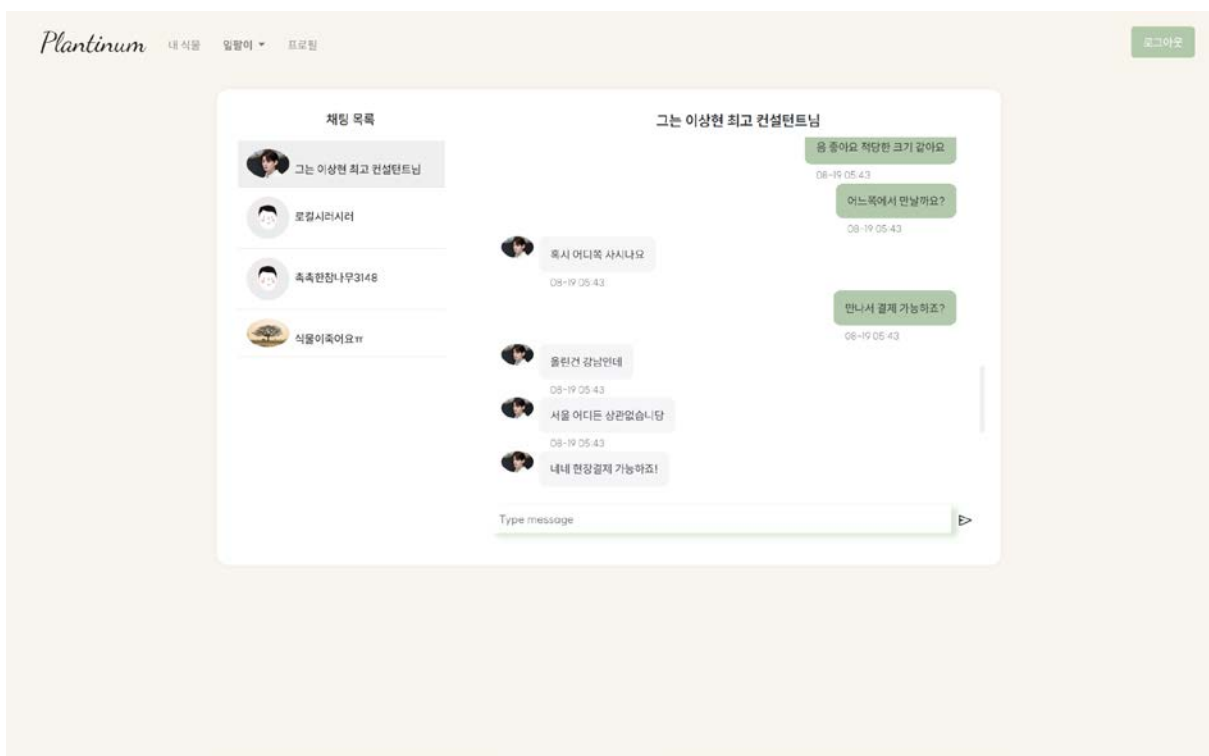 Plantinum 내 식물 잎팔이 프로필 로그아웃
채팅 목록
그는 이상현 최고 컨설턴트님
로컬시러시러
촉촉한참나무3148
식물이죽어요ㅠ
그는 이상현 최고 컨설턴트님
음 좋아요 적당한 크기 같아요
08-19 05:43
어느쪽에서 만날까요?
08-19 05:43
혹시 어디쪽 사시나요
08-19 05:43
만나서 결제 가능하죠?
08-19 05:43
올린건 강남인데
08-19 05:43
서울 어디든 상관없습니당
08-19 05:43
네네 현장결제 가능하죠!
Type message